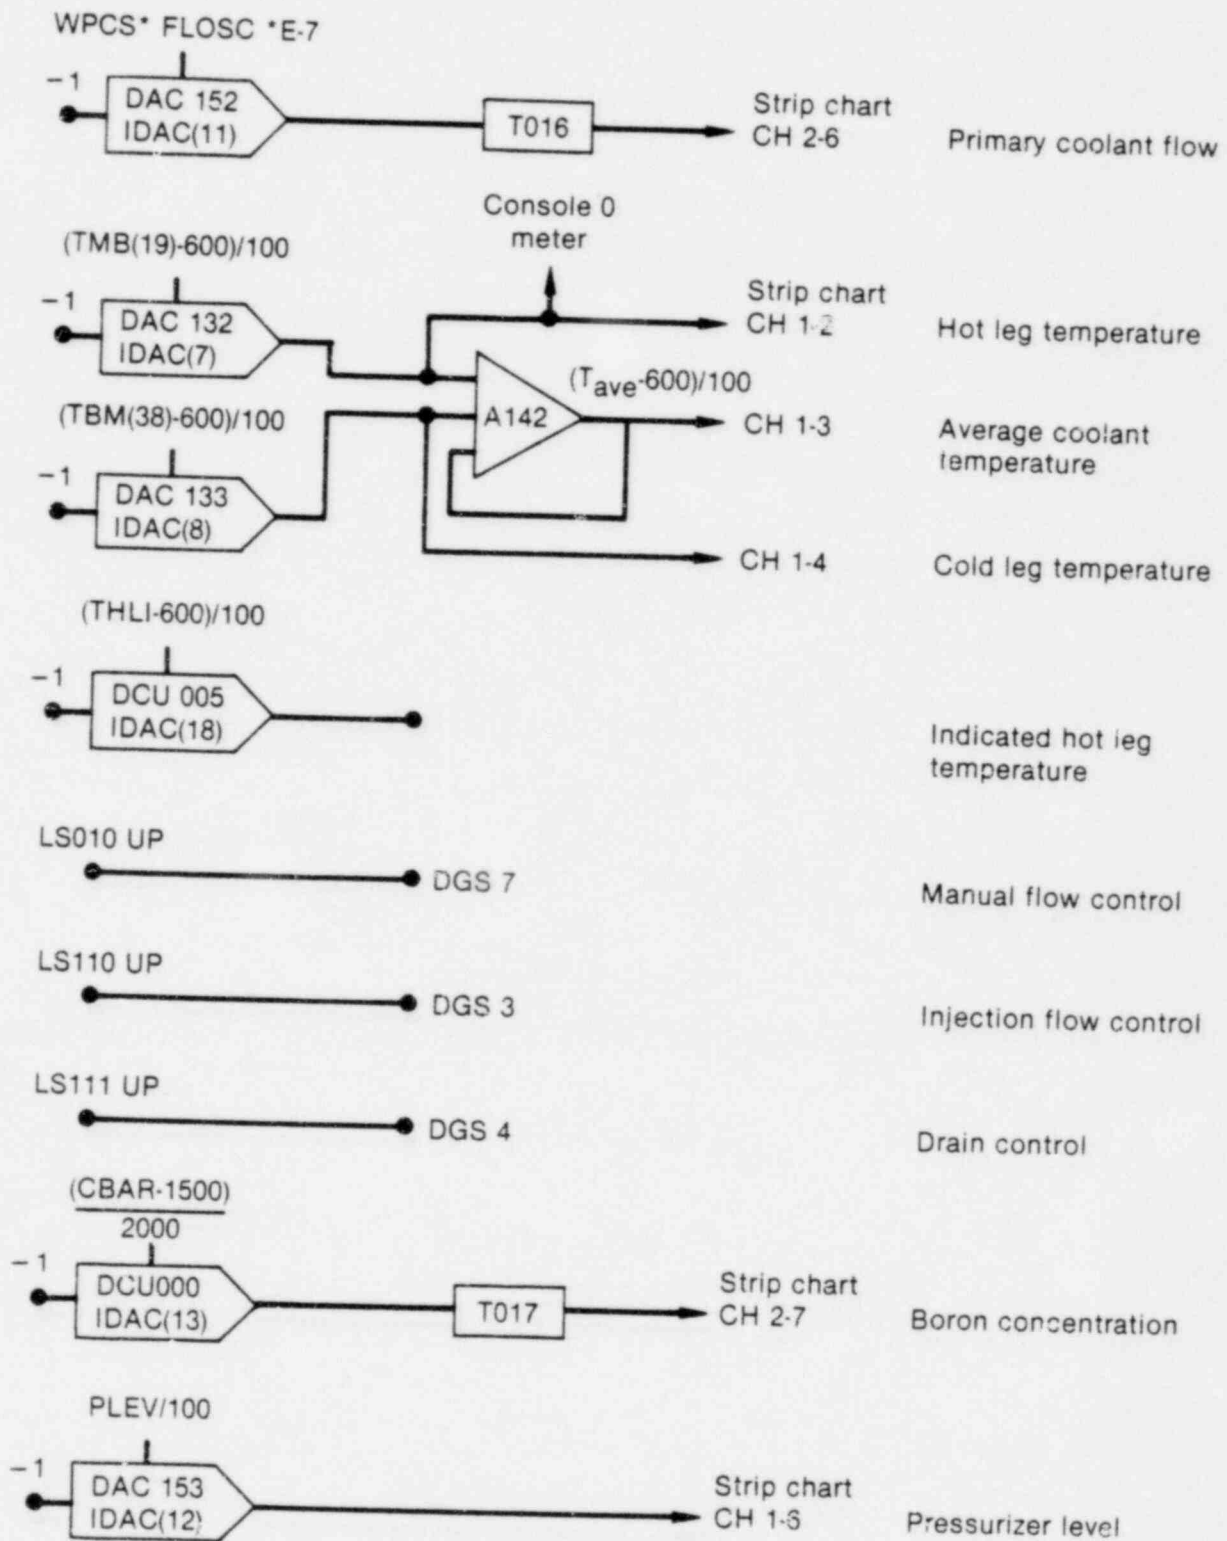 WPCS* FLOSC *E-7
-1
DAC 152
IDAC(11)
T016
Strip chart
CH 2-6
Primary coolant flow
Console 0
meter
(TMB(19)-600)/100
-1
DAC 132
IDAC(7)
Strip chart
CH 1-2
Hot leg temperature
(TBM(38)-600)/100
A142
(Tave-600)/100
CH 1-3
Average coolant
temperature
-1
DAC 133
IDAC(8)
CH 1-4
Cold leg temperature
(THLI-600)/100
-1
DCU 005
IDAC(18)
Indicated hot leg
temperature
LS010 UP
DGS 7
Manual flow control
LS110 UP
DGS 3
Injection flow control
LS111 UP
DGS 4
Drain control
(CBAR-1500)
2000
-1
DCU000
IDAC(13)
T017
Strip chart
CH 2-7
Boron concentration
PLEV/100
-1
DAC 153
IDAC(12)
Strip chart
CH 1-6
Pressurizer level